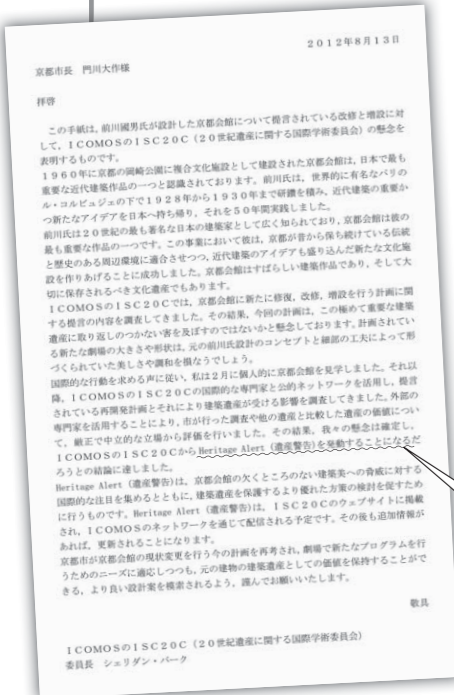 2012年8月13日
京都市長　門川大作様
拝啓
この手紙は、前川國男氏が設計した京都会館について提言されている改修と増設に対
して、ICOMOSのISC20C（20世紀遺産に関する国際学術委員会）の懸念を
表明するものです。
1960年に京都の岡崎公園に複合文化施設として建設された京都会館は、日本で最も
重要な近代建築作品の一つと認識されております。前川氏は、世界的に有名なパリの
ル・コルビュジェの下で1928年から1930年まで研鑽を積み、近代建築の重要か
つ新たなアイデアを日本へ持ち帰り、それを50年間実践しました。
前川氏は20世紀の最も著名な日本の建築家として広く知られており、京都会館は彼の
最も重要な作品の一つです。この事業において彼は、京都が昔から保ち続けている伝統
と歴史のある周辺環境に適合させつつ、近代建築のアイデアも盛り込んだ新たな文化施
設を作りあげることに成功しました。京都会館はすばらしい建築作品であり、そして大
切に保存されるべき文化遺産でもあります。
ICOMOSのISC20Cでは、京都会館に新たに修復、改修、増設を行う計画に関
する提言の内容を調査してきました。その結果、今回の計画は、この極めて重要な建築
遺産に取り返しのつかない害を及ぼすのではないかと懸念しております。計画されてい
る新たな劇場の大きさや形状は、元の前川氏設計のコンセプトと細部の工夫によって形
づくられていた美しさや調和を損なうでしょう。
国際的な行動を求める声に従い、私は2月に個人的に京都会館を見学しました。それ以
降、ICOMOSのISC20Cの国際的な専門家と公的ネットワークを活用し、提言
されている再開発計画とそれにより建築遺産が受ける影響を調査してきました。外部の
専門家を活用することにより、市が行った調査や他の遺産と比較した遺産の価値につい
て、厳正で中立的な立場から評価を行いました。その結果、我々の懸念は確定し、
ICOMOSのISC20CからHeritage Alert（遺産警告）を発動することになるだ
ろうとの結論に達しました。
Heritage Alert（遺産警告）は、京都会館の欠くところのない建築美への脅威に対する
国際的な注目を集めるとともに、建築遺産を保護するより優れた方策の検討を促すため
に行うものです。Heritage Alert（遺産警告）は、ISC20Cのウェブサイトに掲載
され、ICOMOSのネットワークを通じて配信される予定です。その後も追加情報が
あれば、更新されることになります。
京都市が京都会館の現状変更を行う今の計画を再考され、劇場で新たなプログラムを行
うためのニーズに適応しつつも、元の建物の建築遺産としての価値を保持することがで
きる、より良い設計案を模索されるよう、謹んでお願いいたします。
敬具
ICOMOSのISC20C（20世紀遺産に関する国際学術委員会）
委員長　シェリダン・バーク